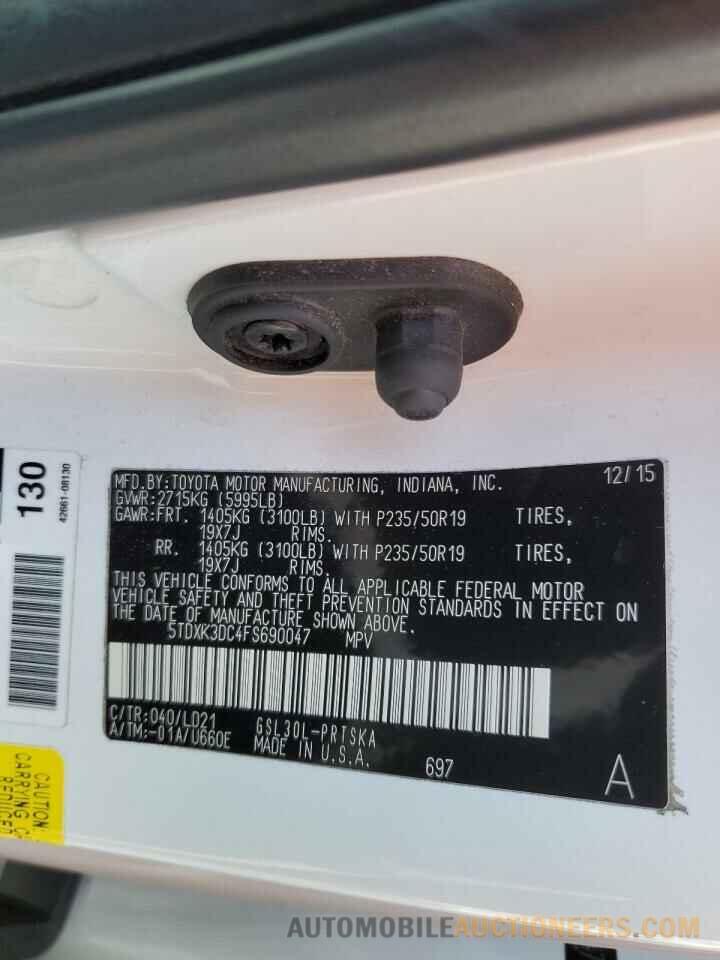 130
42661-08130
MFD.BY:TOYOTA MOTOR MANUFACTURING, INDIANA, INC. 12/15
GVWR:2715KG (5995LB)
GAWR:FRT. 1405KG (3100LB) WITH P235/50R19 TIRES,
19X7J RIMS.
RR. 1405KG (3100LB) WITH P235/50R19 TIRES,
19X7J RIMS.
THIS VEHICLE CONFORMS TO ALL APPLICABLE FEDERAL MOTOR
VEHICLE SAFETY AND THEFT PREVENTION STANDARDS IN EFFECT ON
THE DATE OF MANUFACTURE SHOWN ABOVE.
5TDXK3DC4FS690047 MPV
C/TR:040/LD21 GSL30L-PRTSKA
A/TM:-01A/U660E MADE IN U.S.A. 697
A
CAUTION
CARRYING
AUTOMOBILEAUCTIONEERS.COM